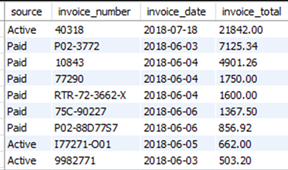 source invoice_number invoice_date invoice_total
Active 40318 2018-07-18 21842.00
Paid P02-3772 2018-06-03 7125.34
Paid 10843 2018-06-04 4901.26
Paid 77290 2018-06-04 1750.00
Paid RTR-72-3662-X 2018-06-04 1600.00
Paid 75C-90227 2018-06-06 1367.50
Paid P02-88D77S7 2018-06-06 856.92
Active I77271-O01 2018-06-05 662.00
Active 9982771 2018-06-03 503.20